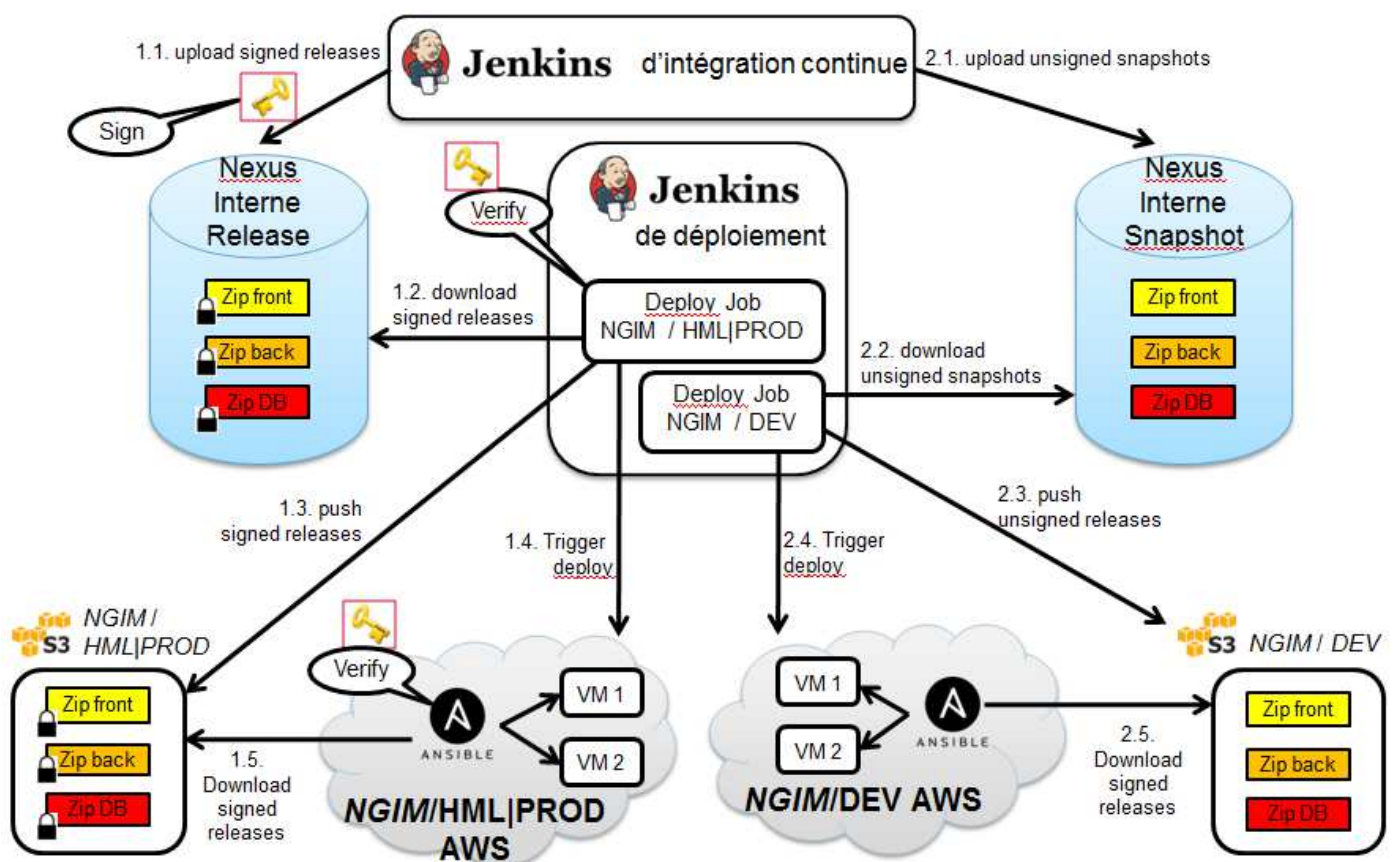 1.1. upload signed releases
Jenkins d'intégration continue
2.1. upload unsigned snapshots
Sign
Nexus
Interne
Release
Zip front
Zip back
Zip DB
Verify
Jenkins
de déploiement
Deploy Job
NGIM / HML|PROD
Deploy Job
NGIM / DEV
Nexus
Interne
Snapshot
Zip front
Zip back
Zip DB
1.2. download
signed releases
2.2. download
unsigned snapshots
1.3. push
signed releases
1.4. Trigger
deploy
2.4. Trigger
deploy
2.3. push
unsigned releases
S3
NGIM /
HML|PROD
Zip front
Zip back
Zip DB
1.5.
Download
signed
releases
Verify
ANSIBLE
VM 1
VM 2
NGIM/HML|PROD
AWS
VM 1
VM 2
ANSIBLE
NGIM/DEV AWS
2.5.
Download
signed
releases
S3 NGIM / DEV
Zip front
Zip back
Zip DB